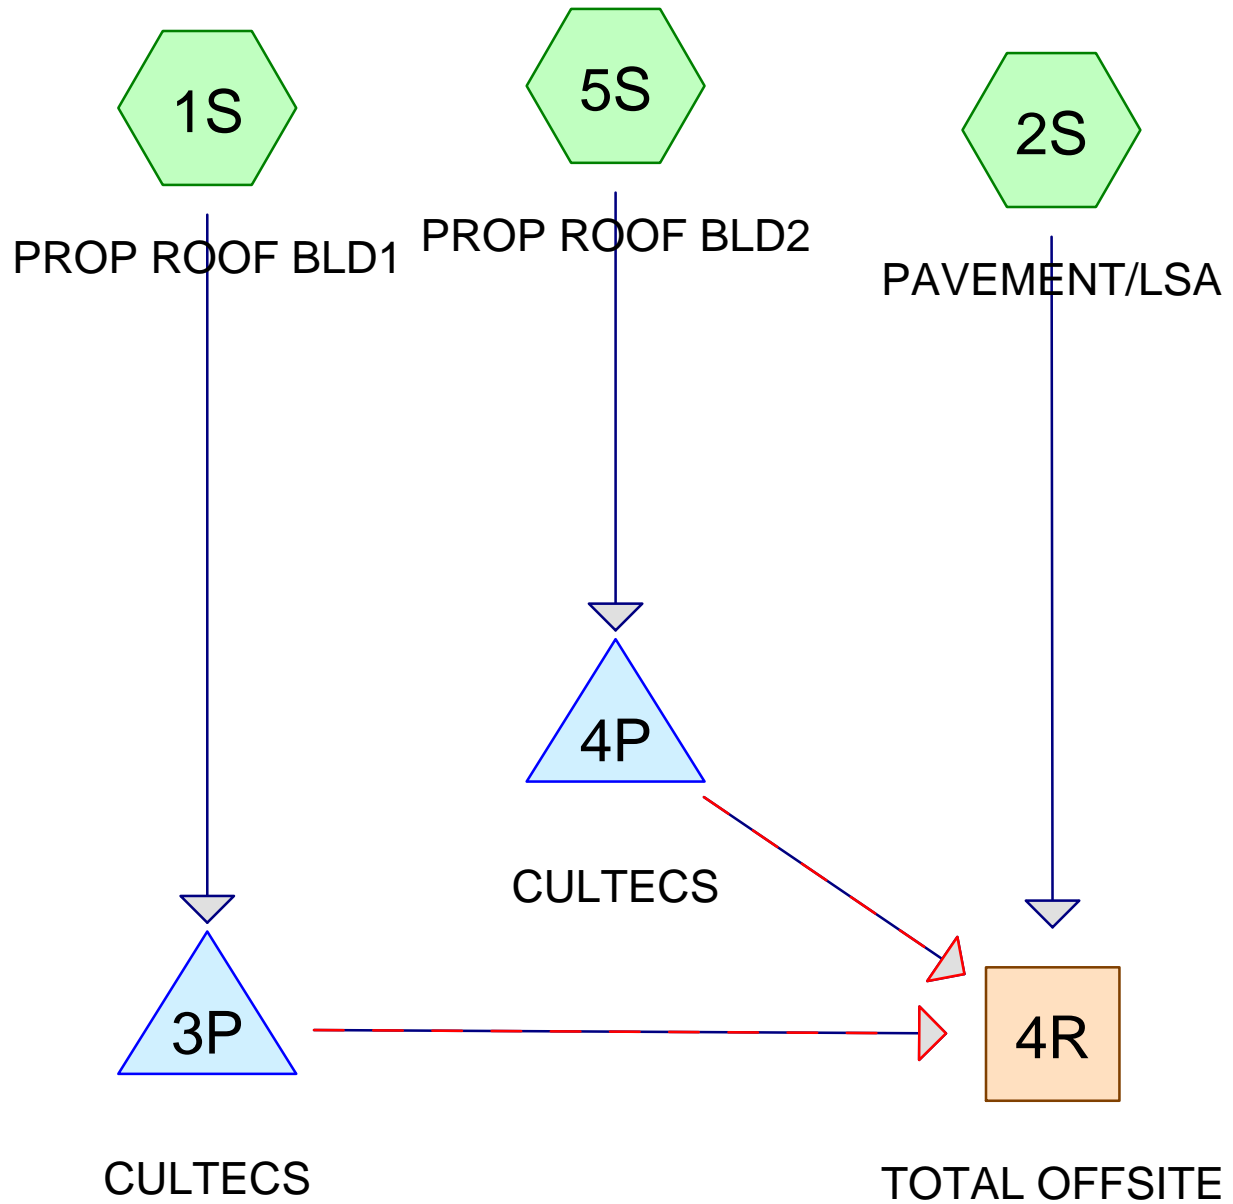 1S
5S
2S
PROP ROOF BLD1
PROP ROOF BLD2
PAVEMENT/LSA
4P
CULTECS
3P
4R
CULTECS
TOTAL OFFSITE